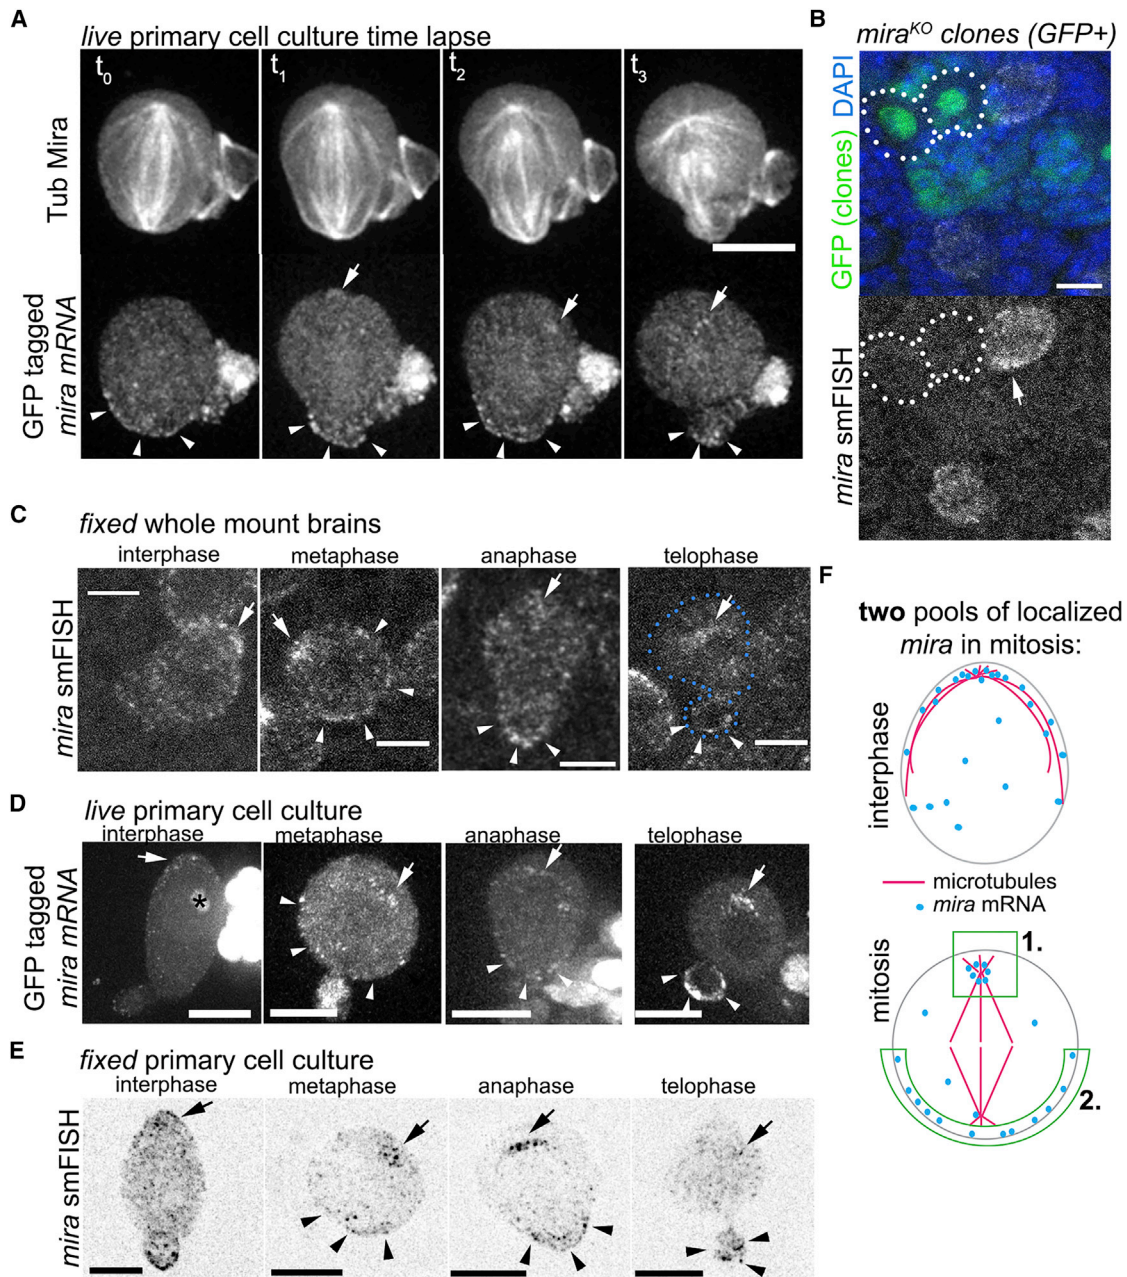 A
live primary cell culture time lapse
t0
t1
t2
t3
Tub Mira
GFP tagged
mira mRNA
B
miraKO clones (GFP+)
GFP (clones) DAPI
mira smFISH
C
fixed whole mount brains
interphase
metaphase
anaphase
telophase
mira smFISH
D
live primary cell culture
interphase
metaphase
anaphase
telophase
GFP tagged
mira mRNA
*
E
fixed primary cell culture
interphase
metaphase
anaphase
telophase
mira smFISH
F
two pools of localized
mira in mitosis:
interphase
microtubules
mira mRNA
mitosis
1.
2.